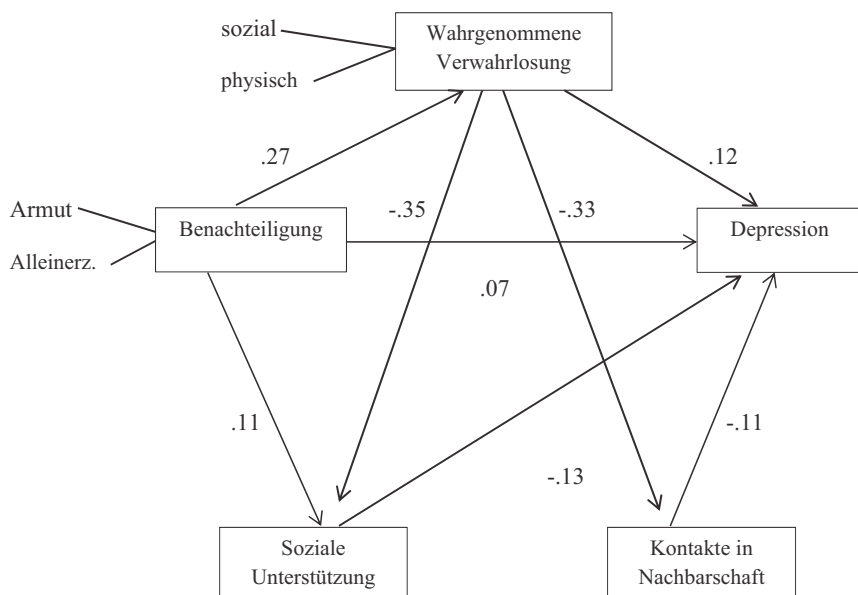 sozial
Wahrgenommene
Verwahrlosung
physisch
.27
.12
Armut
-.35
-.33
Benachteiligung
Depression
Alleinerz.
.07
.11
-.11
-.13
Soziale
Unterstützung
Kontakte in
Nachbarschaft